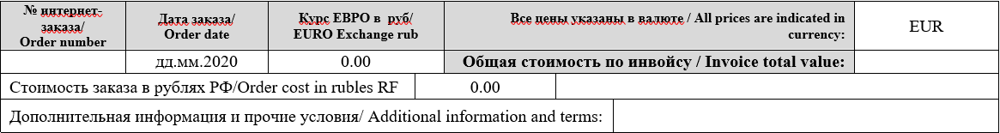 № интернет-
заказа/
Order number
Дата заказа/
Order date
Курс ЕВРО в руб/
EURO Exchange rub
Все цены указаны в валюте / All prices are indicated in
currency:
EUR
дд.мм.2020
0.00
Общая стоимость по инвойсу / Invoice total value:
Стоимость заказа в рублях РФ/Order cost in rubles RF
0.00
Дополнительная информация и прочие условия/ Additional information and terms: